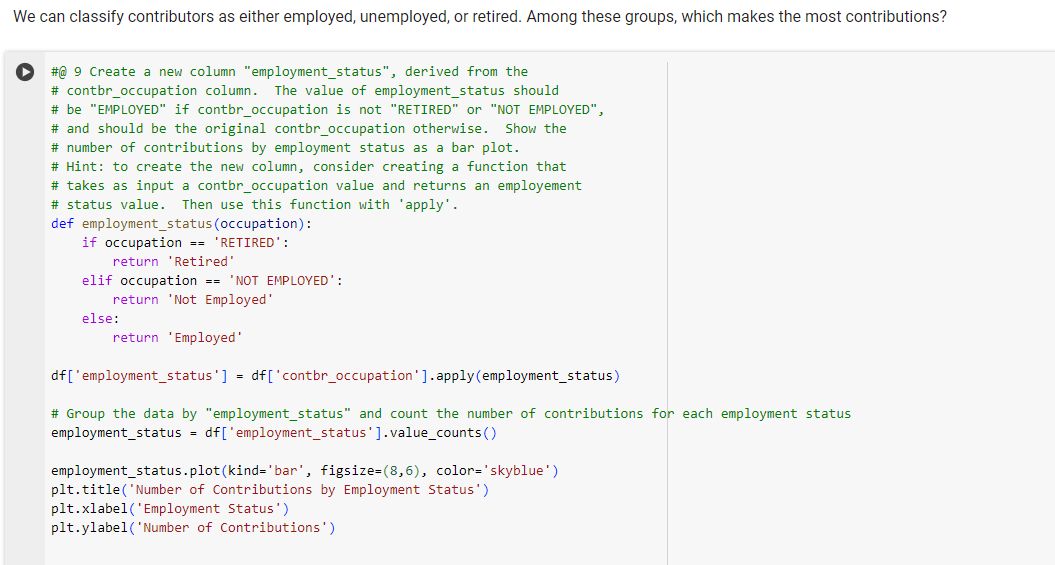 We can classify contributors as either employed, unemployed, or retired. Among these groups, which makes the most contributions?
#@ 9 Create a new column "employment_status", derived from the
# contbr_occupation column.  The value of employment_status should
# be "EMPLOYED" if contbr_occupation is not "RETIRED" or "NOT EMPLOYED",
# and should be the original contbr_occupation otherwise.  Show the
# number of contributions by employment status as a bar plot.
# Hint: to create the new column, consider creating a function that
# takes as input a contbr_occupation value and returns an employement
# status value.  Then use this function with 'apply'.
def employment_status(occupation):
    if occupation == 'RETIRED':
        return 'Retired'
    elif occupation == 'NOT EMPLOYED':
        return 'Not Employed'
    else:
        return 'Employed'
df['employment_status'] = df['contbr_occupation'].apply(employment_status)
# Group the data by "employment_status" and count the number of contributions for each employment status
employment_status = df['employment_status'].value_counts()
employment_status.plot(kind='bar', figsize=(8,6), color='skyblue')
plt.title('Number of Contributions by Employment Status')
plt.xlabel('Employment Status')
plt.ylabel('Number of Contributions')